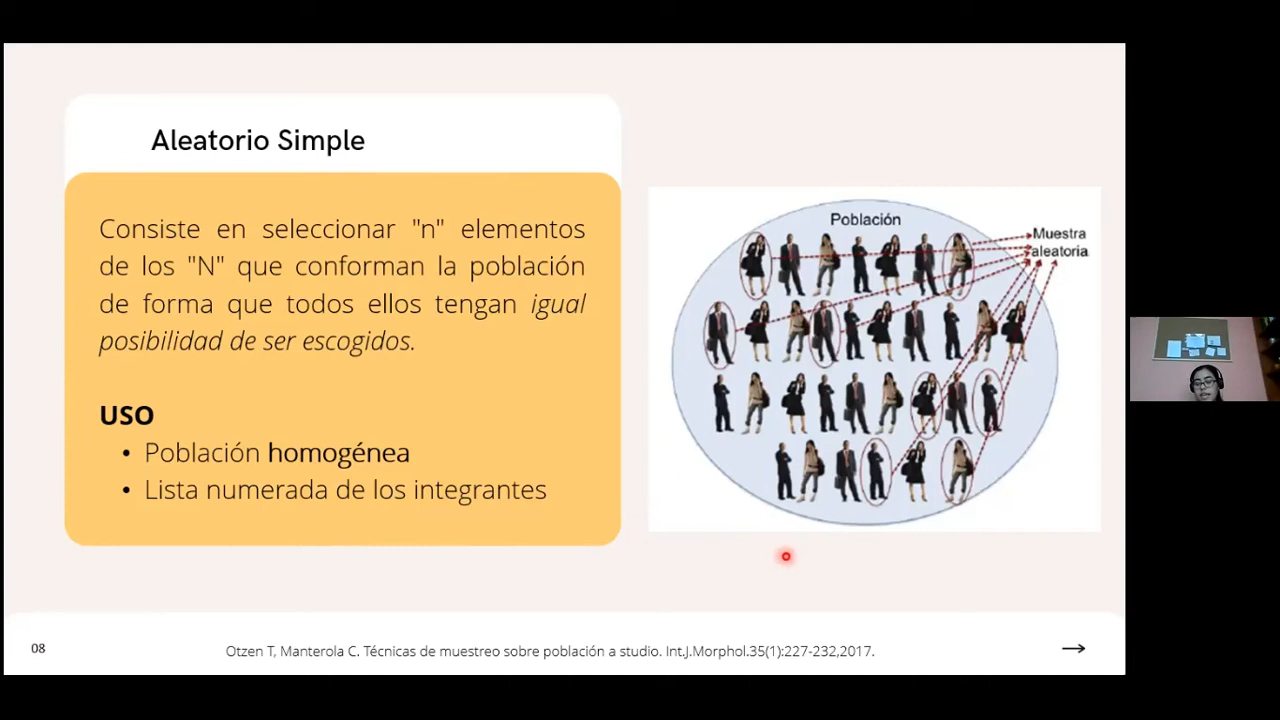 Aleatorio Simple
Consiste en seleccionar "n" elementos
de los "N" que conforman la población
de forma que todos ellos tengan igual
posibilidad de ser escogidos.
USO
• Población homogénea
• Lista numerada de los integrantes
Población
Muestra
aleatoria
08
Otzen T, Manterola C. Técnicas de muestreo sobre población a studio. Int.J.Morphol.35(1):227-232,2017.